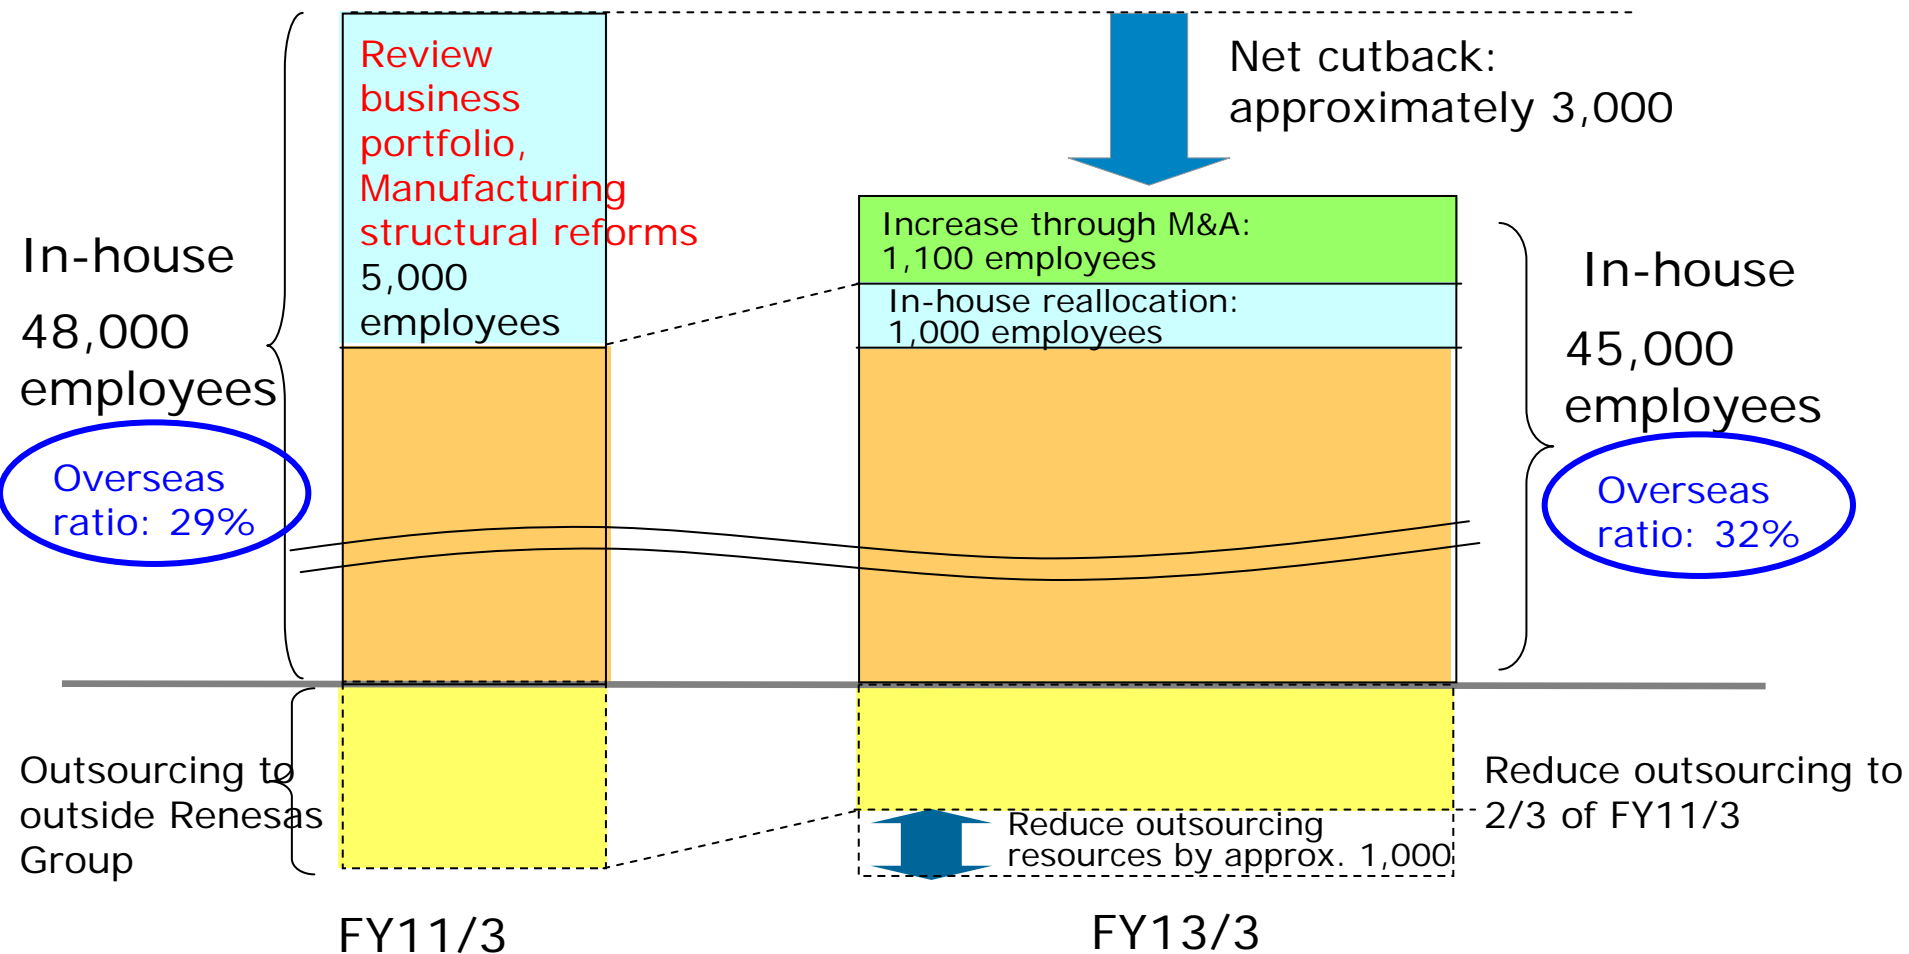 Review
business
portfolio,
Manufacturing
structural reforms
5,000
employees
Net cutback:
approximately 3,000
In-house
48,000
employees
Overseas
ratio: 29%
Increase through M&A:
1,100 employees
In-house reallocation:
1,000 employees
In-house
45,000
employees
Overseas
ratio: 32%
Outsourcing to
outside Renesas
Group
Reduce outsourcing
resources by approx. 1,000
Reduce outsourcing to
2/3 of FY11/3
FY11/3
FY13/3